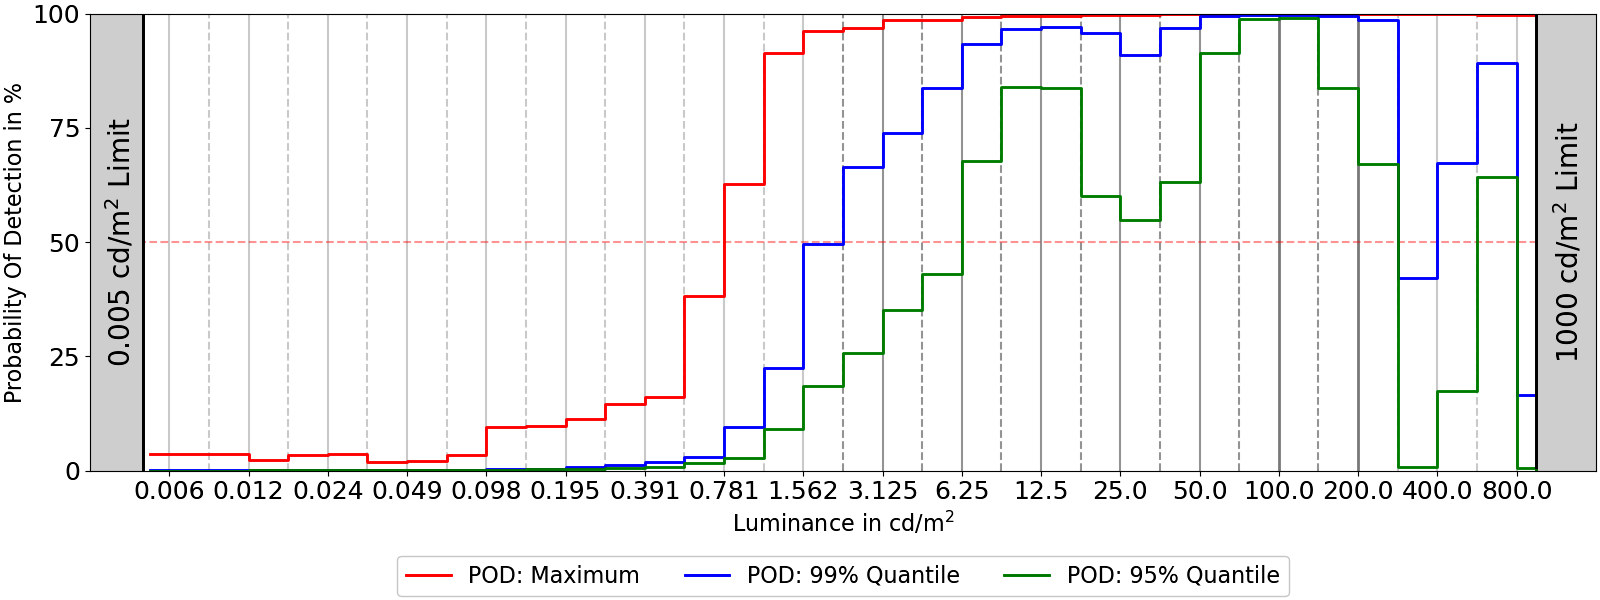 Probability Of Detection in %
100
75
50
25
0
0.005 cd/m² Limit
1000 cd/m² Limit
0.006 0.012 0.024 0.049 0.098 0.195 0.391 0.781 1.562 3.125 6.25 12.5 25.0 50.0 100.0 200.0 400.0 800.0
Luminance in cd/m²
POD: Maximum POD: 99% Quantile POD: 95% Quantile